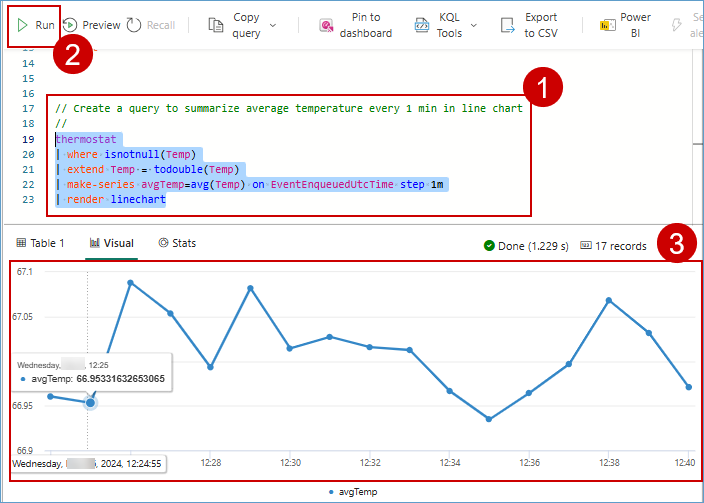 Run
Preview
Recall
Copy query
Pin to dashboard
KQL Tools
Export to CSV
Power BI
2
1
14
15
16
17 // Create a query to summarize average temperature every 1 min in line chart
18 //
19 thermostat
20 | where isnotnull(Temp)
21 | extend Temp = todouble(Temp)
22 | make-series avgTemp=avg(Temp) on EventEnqueuedUtcTime step 1m
23 | render linechart
Table 1
Visual
Stats
Done (1.229 s)
17 records
3
67.1
67.05
66.95
66.9
Wednesday, 12:25
avgTemp: 66.95331632653065
Wednesday, 2024, 12:24:55
12:28
12:30
12:32
12:34
12:36
12:38
12:40
avgTemp